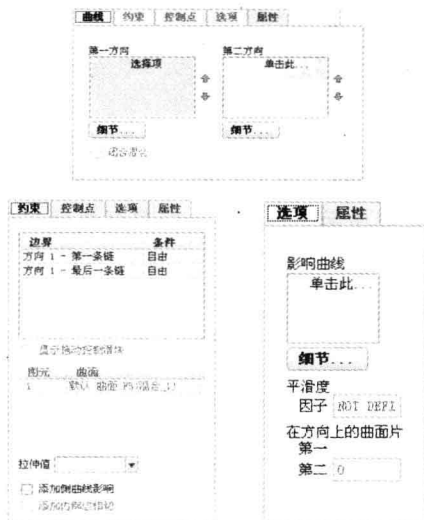 曲线 约束 控制点 选项 属性
第一方向 第二方向
选择项 单击此...
细节... 细节...
约束 控制点 选项 属性
边界 条件
方向 1 - 第一条链 自由
方向 1 - 最后一条链 自由
图元 曲面
拉伸值
添加侧曲线影响
选项 属性
影响曲线
单击此...
细节...
平滑度
因子 NOT DEFI
在方向上的曲面片
第一
第二 0